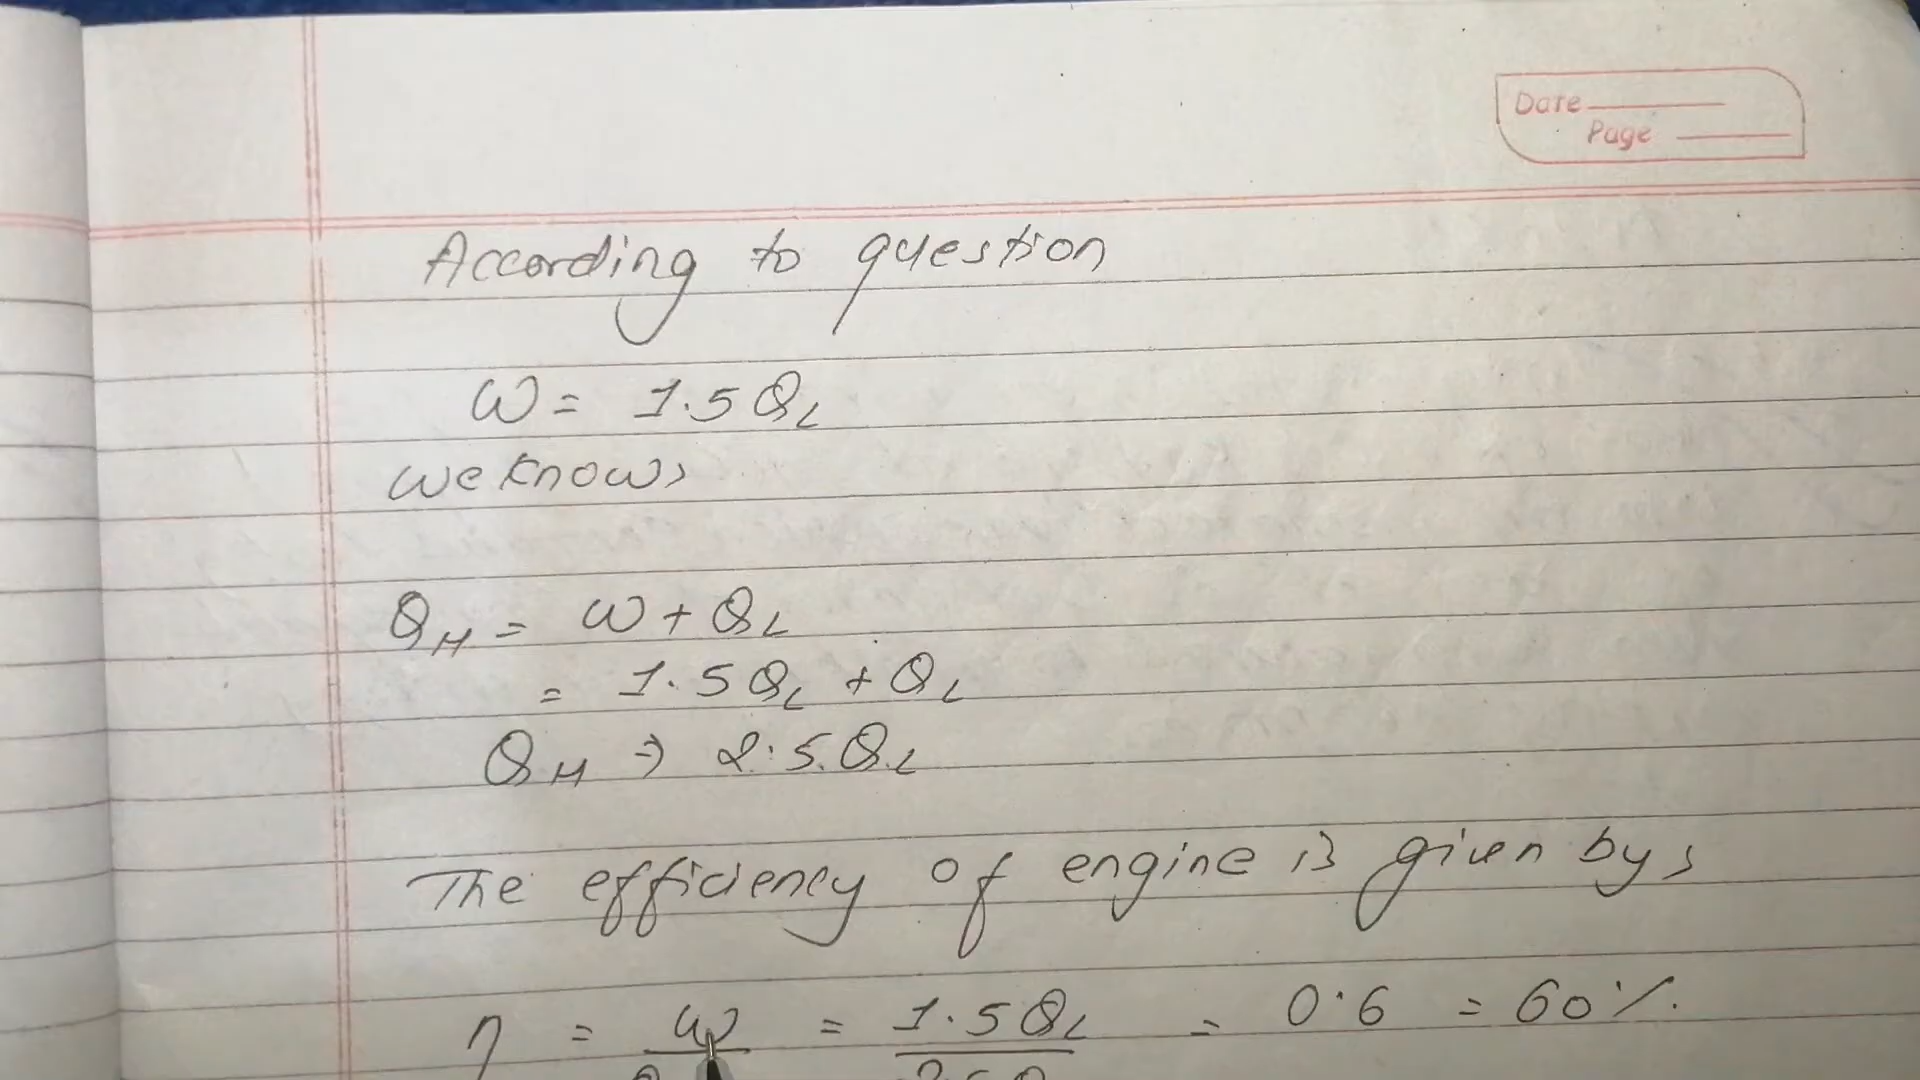 Date
Page
According to question
W = 1.5 QL
we know,
QH = W + QL
= 1.5 QL + QL
QH ⇒ 2.5 QL
The efficiency of engine is given by,
η = W = 1.5 QL = 0.6 = 60%.